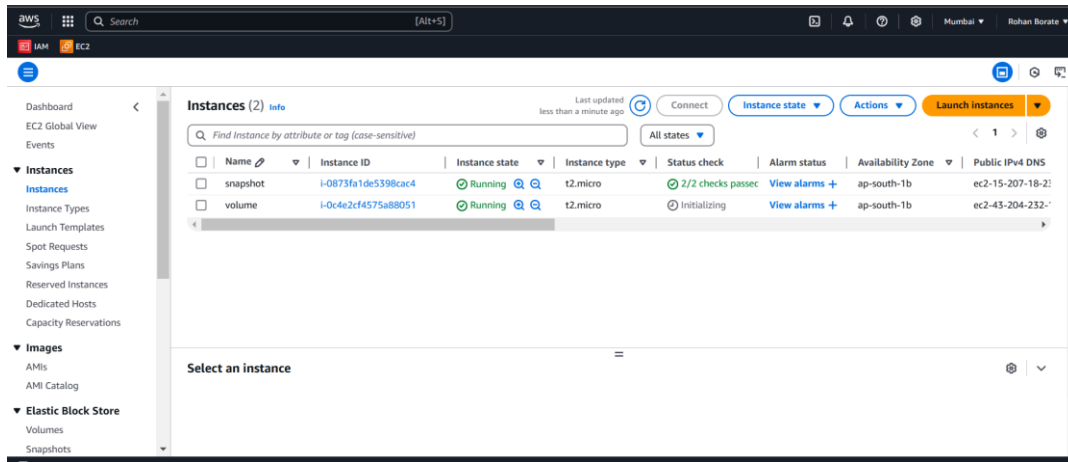 aws Search [Alt+S] Mumbai Rohan Borate
IAM EC2
Dashboard
EC2 Global View
Events
Instances
Instances
Instance Types
Launch Templates
Spot Requests
Savings Plans
Reserved Instances
Dedicated Hosts
Capacity Reservations
Images
AMIs
AMI Catalog
Elastic Block Store
Volumes
Snapshots
Instances (2) Info
Last updated
less than a minute ago
Connect Instance state Actions Launch instances
Find Instance by attribute or tag (case-sensitive) All states 1
Name Instance ID Instance state Instance type Status check Alarm status Availability Zone Public IPv4 DNS
snapshot i-0873fa1de5398cac4 Running t2.micro 2/2 checks passec View alarms + ap-south-1b ec2-15-207-18-23
volume i-0c4e2cf4575a88051 Running t2.micro Initializing View alarms + ap-south-1b ec2-43-204-232-
Select an instance